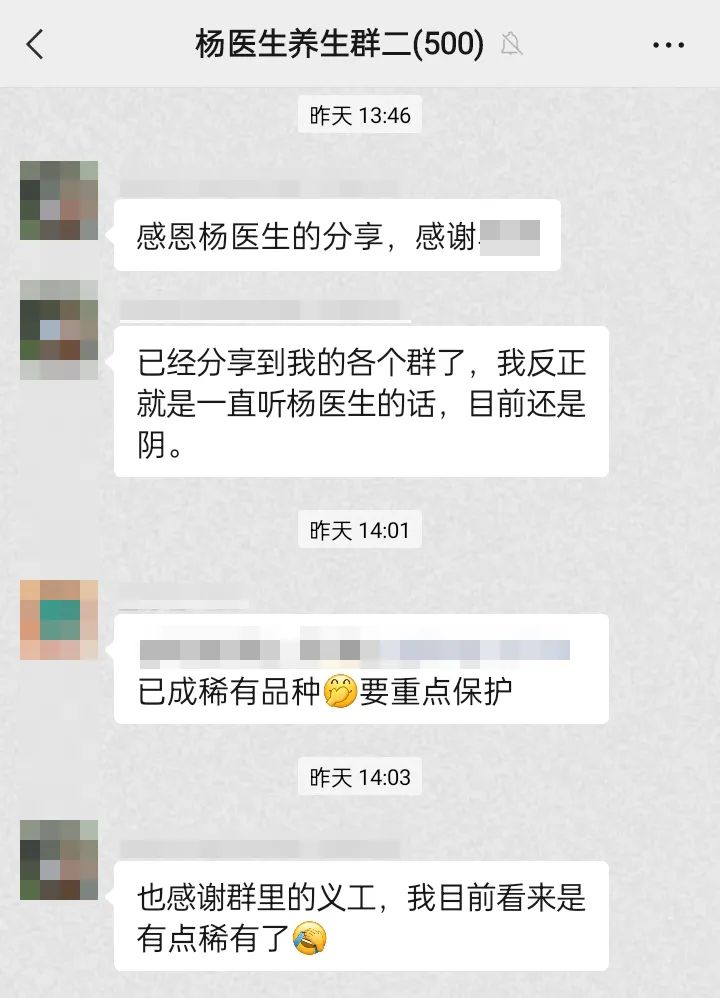 杨医生养生群二(500)
昨天 13:46
感恩杨医生的分享，感谢
已经分享到我的各个群了，我反正
就是一直听杨医生的话，目前还是
阴。
昨天 14:01
已成稀有品种🤭要重点保护
昨天 14:03
也感谢群里的义工，我目前看来是
有点稀有了